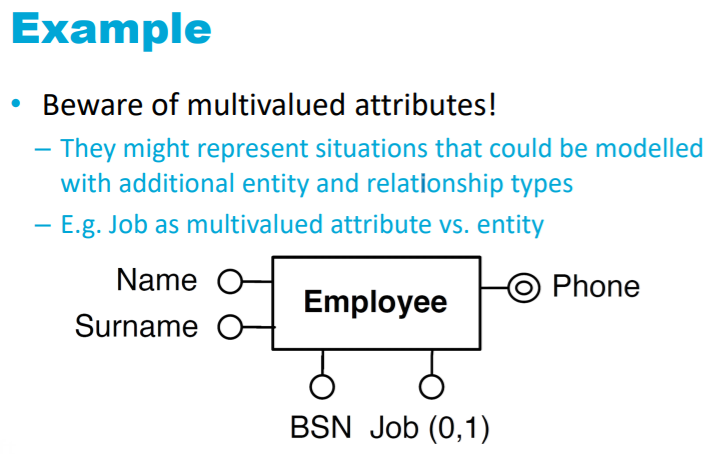 Example
• Beware of multivalued attributes!
– They might represent situations that could be modelled
with additional entity and relationship types
– E.g. Job as multivalued attribute vs. entity
Name
Employee
Phone
Surname
BSN Job (0,1)